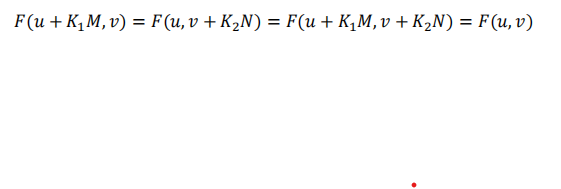 F(u + K₁M, v) = F(u, v + K₂N) = F(u + K₁M, v + K₂N) = F(u, v)